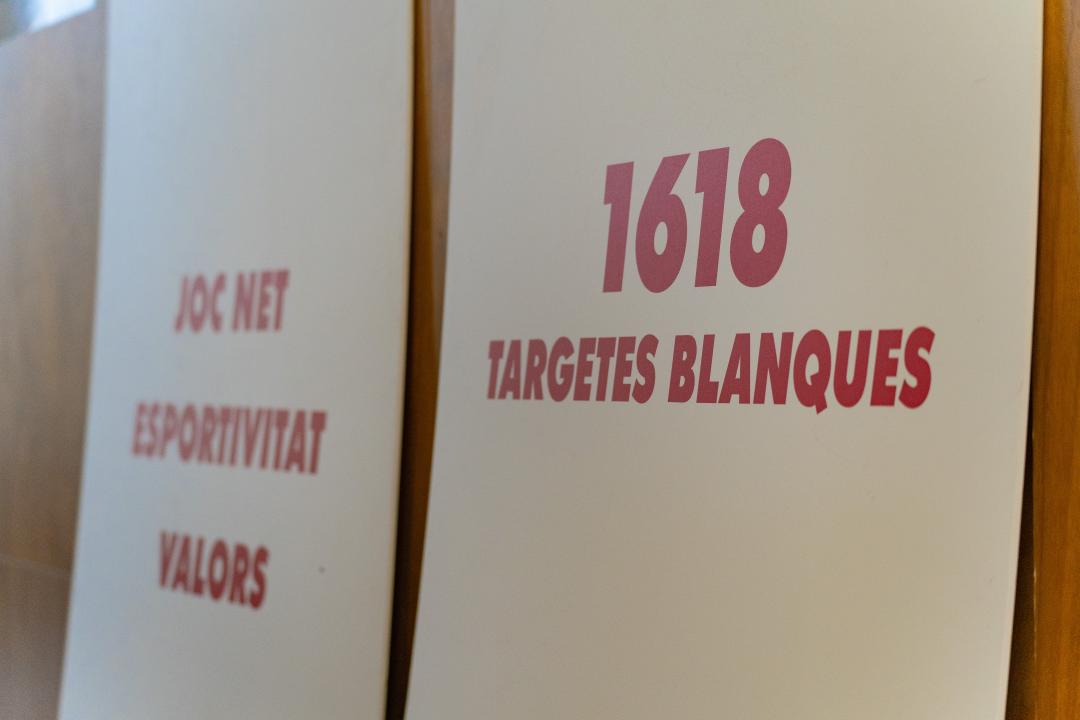 JOC NET
ESPORTIVITAT
VALORS
1618
TARGETES BLANQUES